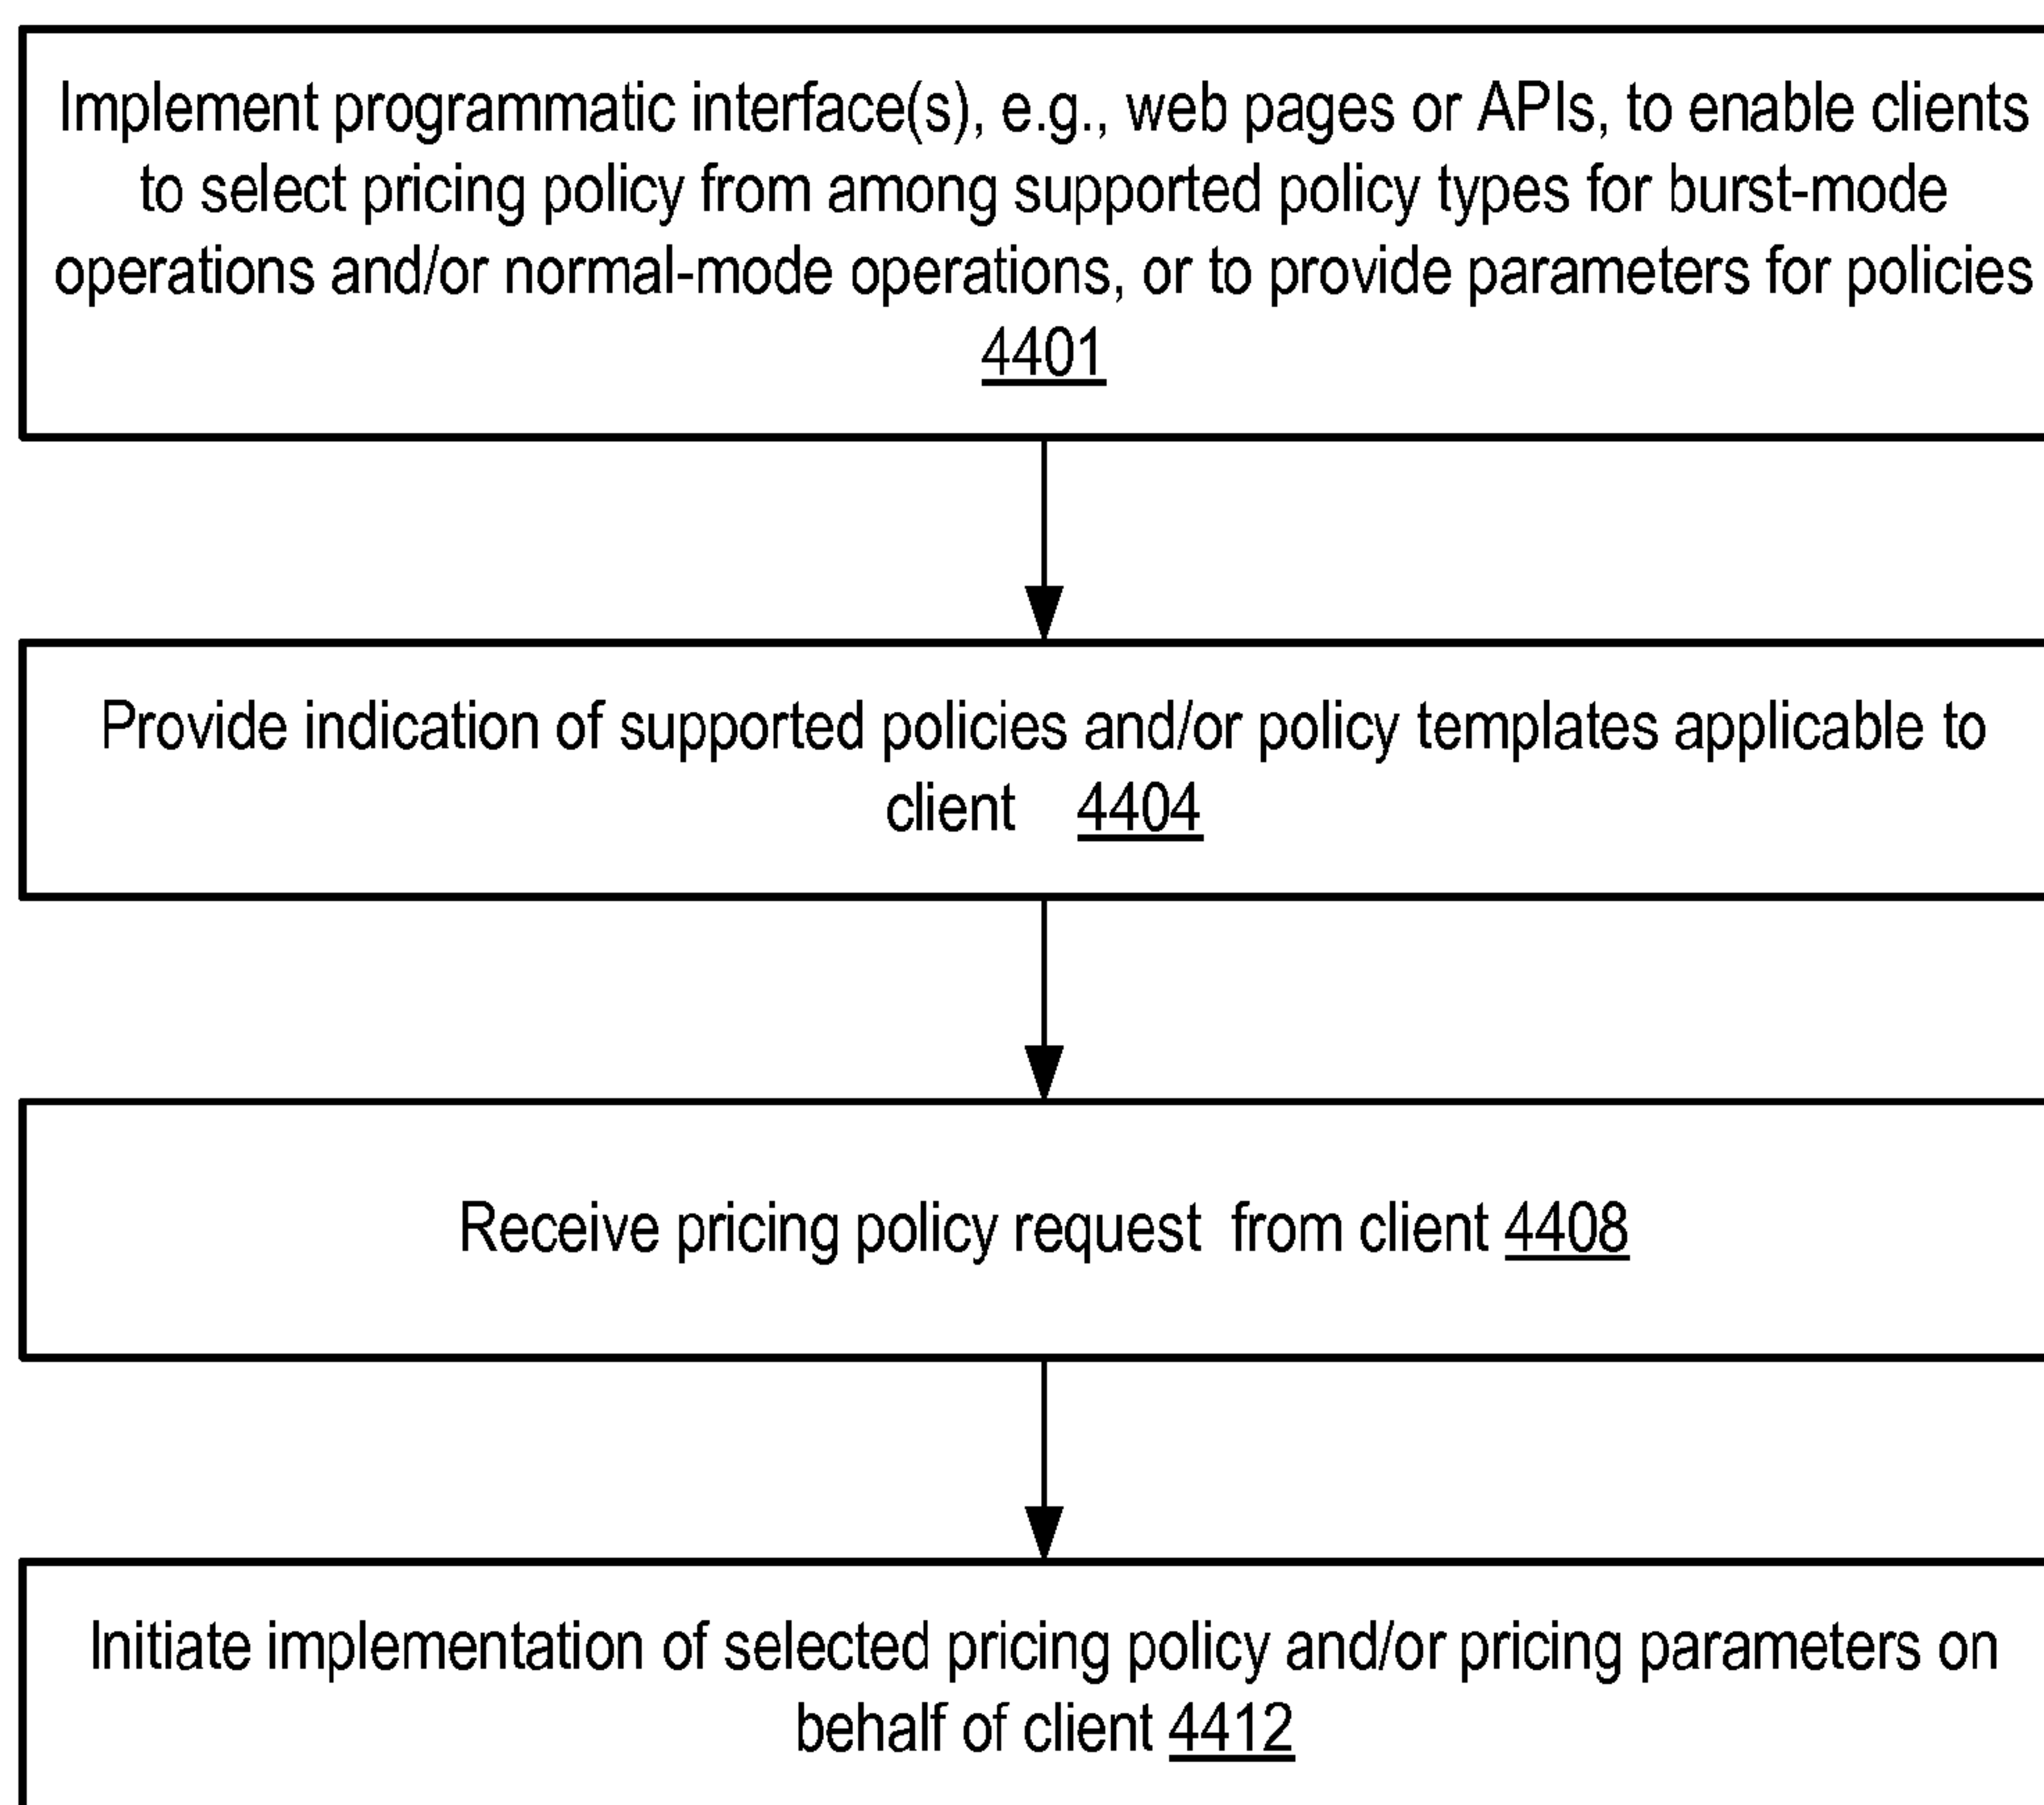 Implement programmatic interface(s), e.g., web pages or APIs, to enable clients
to select pricing policy from among supported policy types for burst-mode
operations and/or normal-mode operations, or to provide parameters for policies
4401
Provide indication of supported policies and/or policy templates applicable to
client 4404
Receive pricing policy request from client 4408
Initiate implementation of selected pricing policy and/or pricing parameters on
behalf of client 4412